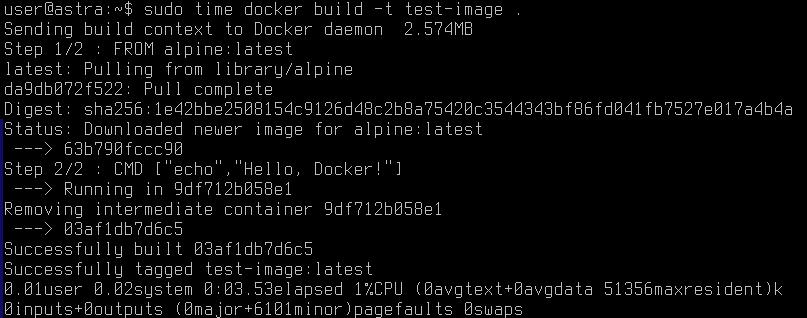 user@astra:~$ sudo time docker build -t test-image .
Sending build context to Docker daemon  2.574MB
Step 1/2 : FROM alpine:latest
latest: Pulling from library/alpine
da9db072f522: Pull complete
Digest: sha256:1e42bbe2508154c9126d48c2b8a75420c3544343bf86fd041fb7527e017a4b4a
Status: Downloaded newer image for alpine:latest
 ---> 63b790fccc90
Step 2/2 : CMD ["echo","Hello, Docker!"]
 ---> Running in 9df712b058e1
Removing intermediate container 9df712b058e1
 ---> 03af1db7d6c5
Successfully built 03af1db7d6c5
Successfully tagged test-image:latest
0.01user 0.02system 0:03.53elapsed 1%CPU (0avgtext+0avgdata 51356maxresident)k
0inputs+0outputs (0major+6101minor)pagefaults 0swaps